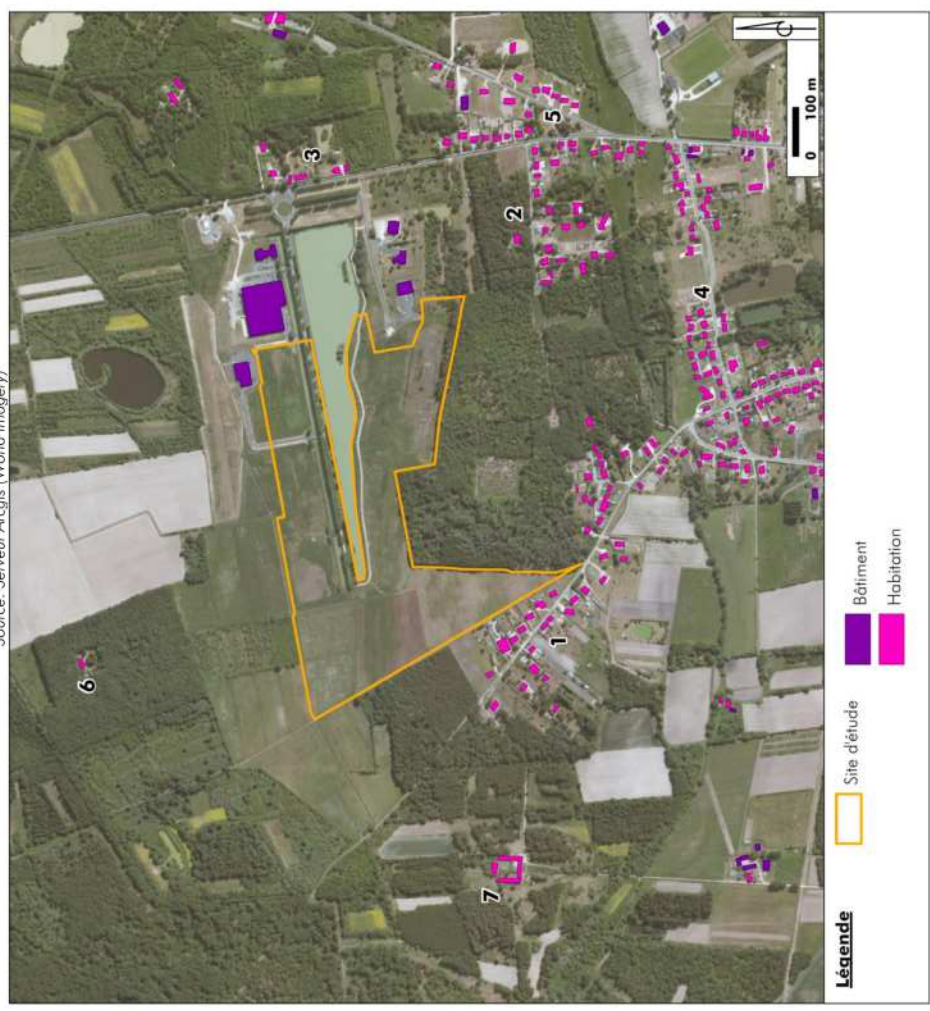 Source: Serveur Arcgis (World Imagery)
6
3
5
2
1
4
7
0 100 m
Légende
Site d'étude
Bâtiment
Habitation